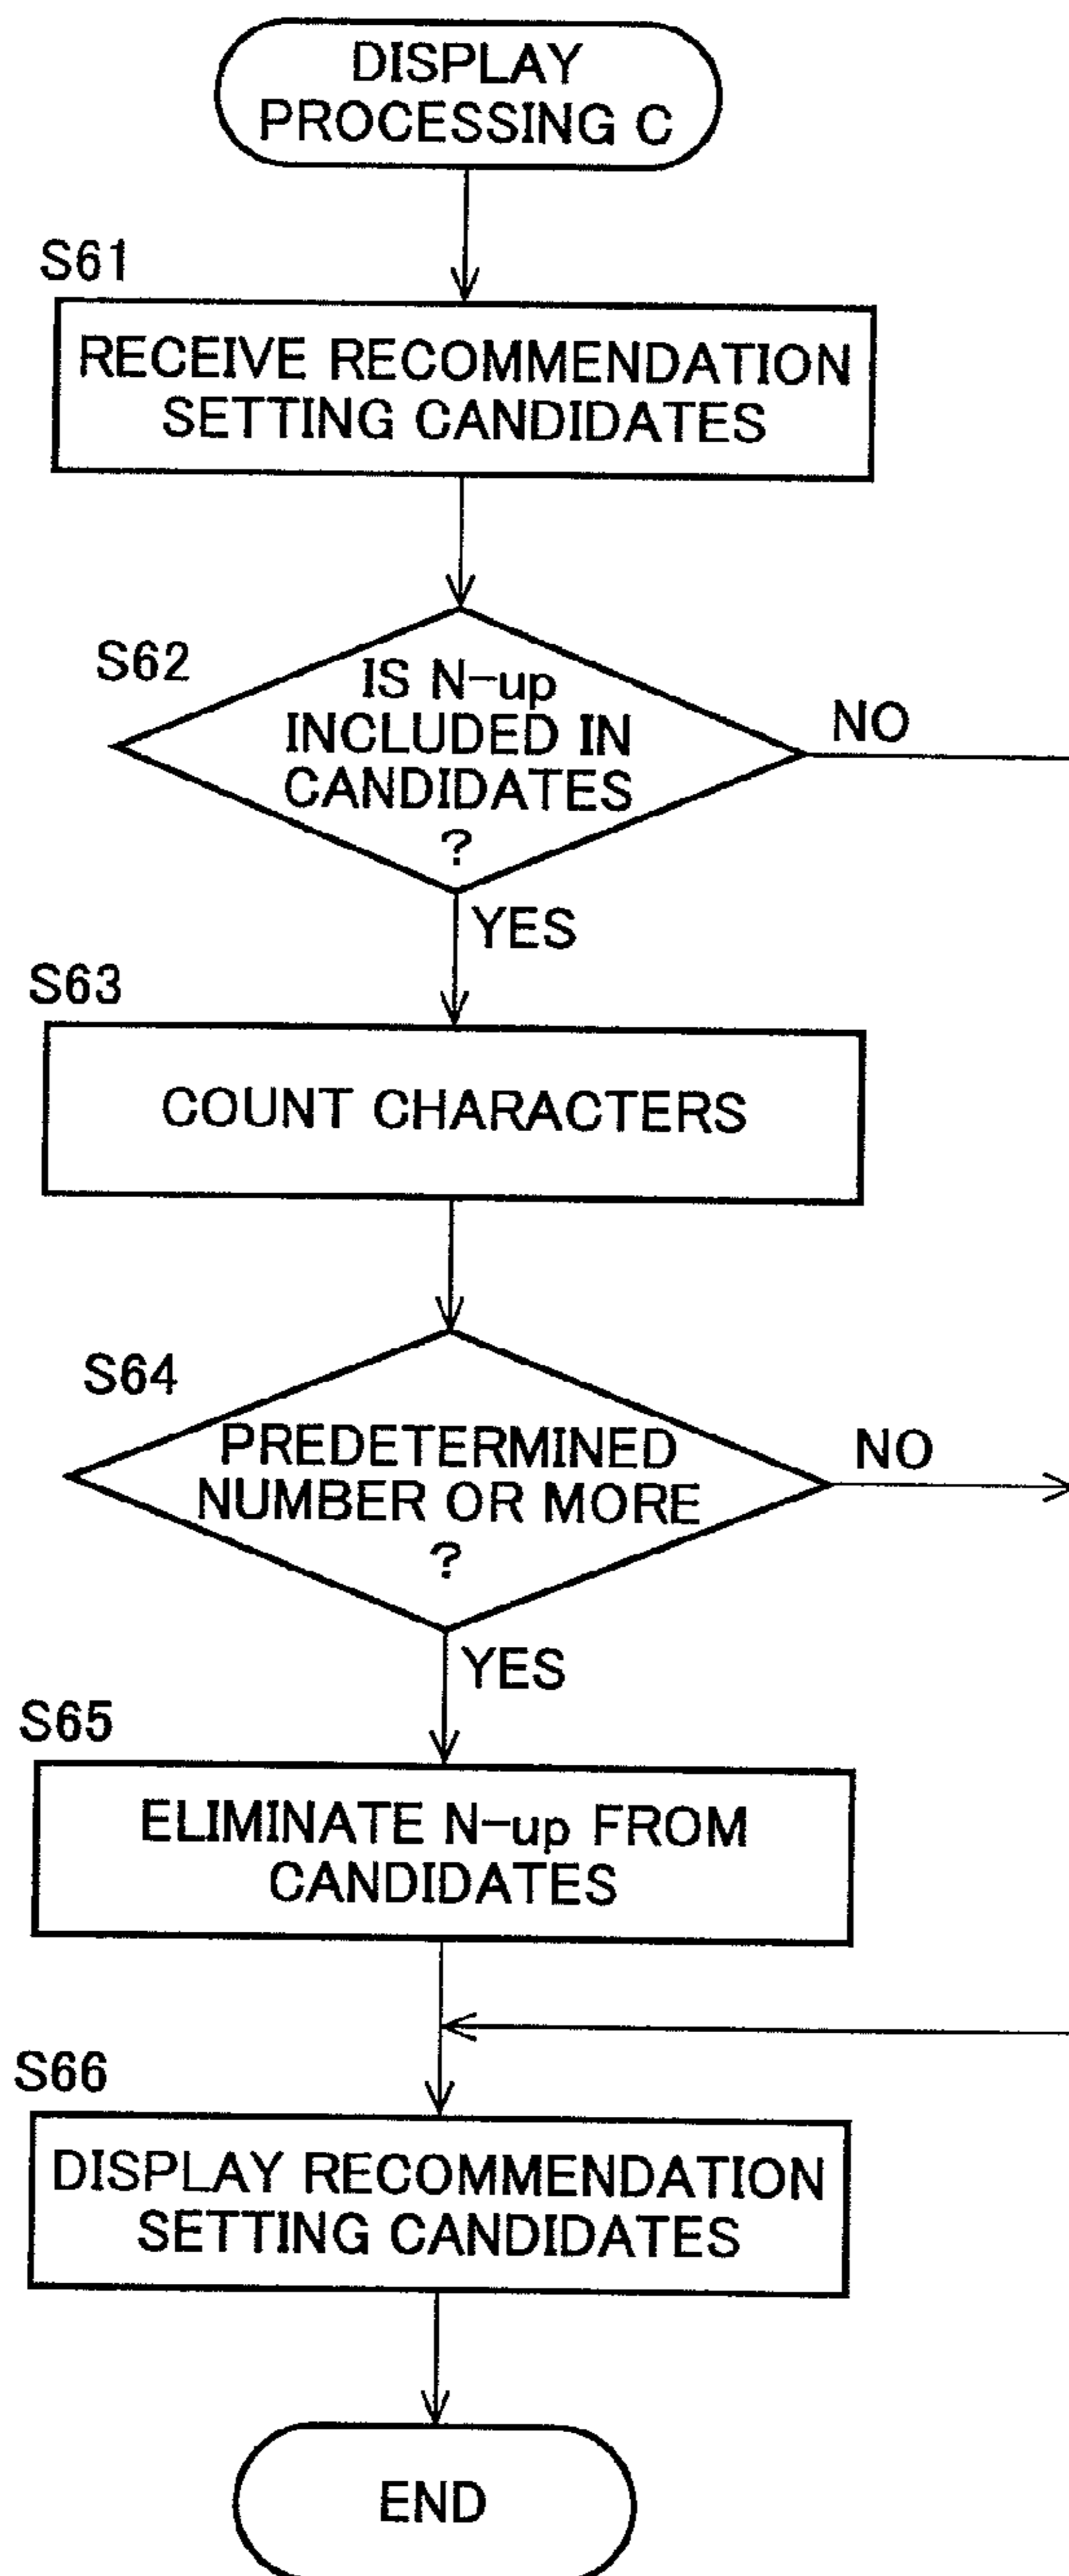 DISPLAY
PROCESSING C
S61
RECEIVE RECOMMENDATION
SETTING CANDIDATES
S62
IS N-up
INCLUDED IN
CANDIDATES
?
NO
YES
S63
COUNT CHARACTERS
S64
PREDETERMINED
NUMBER OR MORE
?
NO
YES
S65
ELIMINATE N-up FROM
CANDIDATES
S66
DISPLAY RECOMMENDATION
SETTING CANDIDATES
END